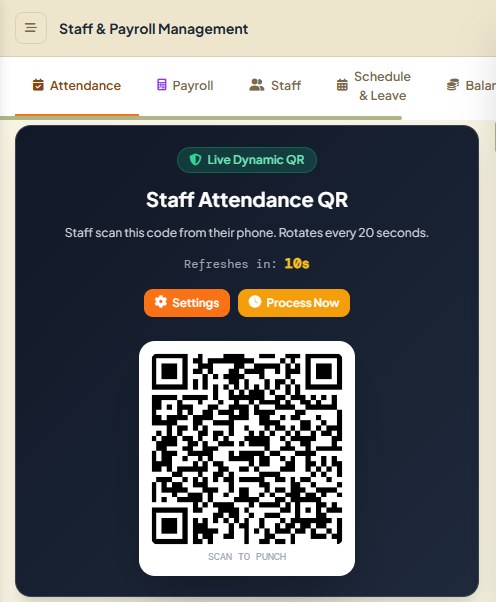 Staff & Payroll Management
Attendance
Payroll
Staff
Schedule
& Leave
Live Dynamic QR
Staff Attendance QR
Staff scan this code from their phone. Rotates every 20 seconds.
Refreshes in: 10s
Settings
Process Now
SCAN TO PUNCH